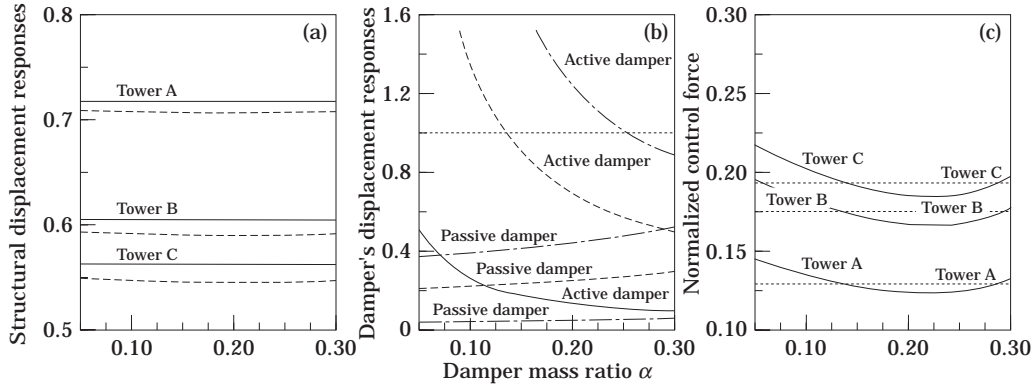 Structural displacement responses
0.8
0.7
0.6
0.5
(a)
Tower A
Tower B
Tower C
0.10
0.20
0.30
Damper's displacement responses
1.6
1.2
0.8
0.4
0
(b)
Active damper
Active damper
Passive damper
Passive damper
Active damper
Passive damper
0.10
0.20
0.30
Damper mass ratio α
Normalized control force
0.30
0.25
0.20
0.15
0.10
(c)
Tower C
Tower C
Tower B
Tower B
Tower A
Tower A
0.10
0.20
0.30